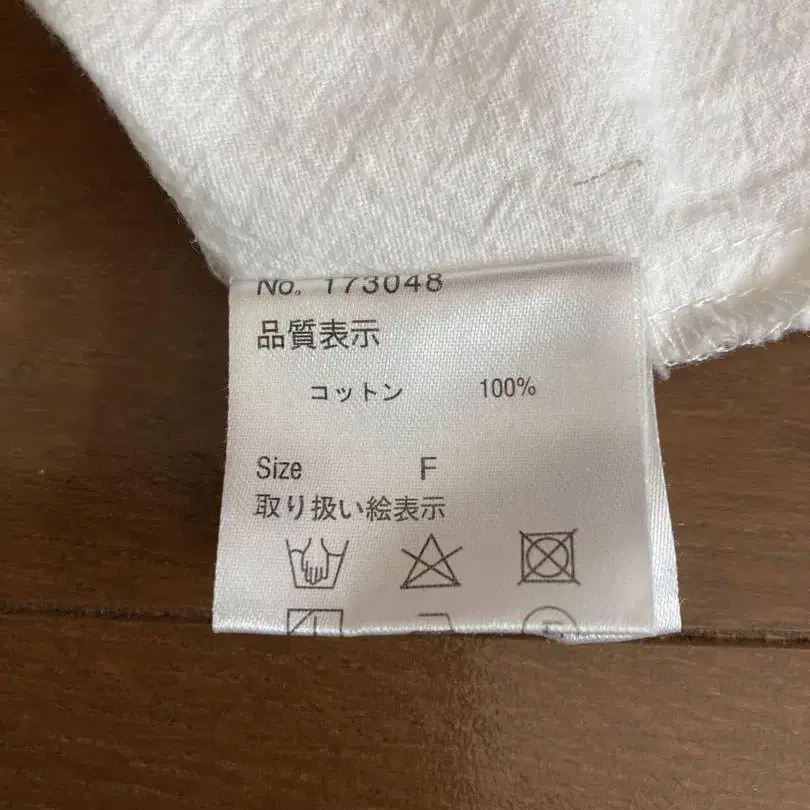 No. 173048
品質表示
コットン 100%
Size F
取り扱い絵表示